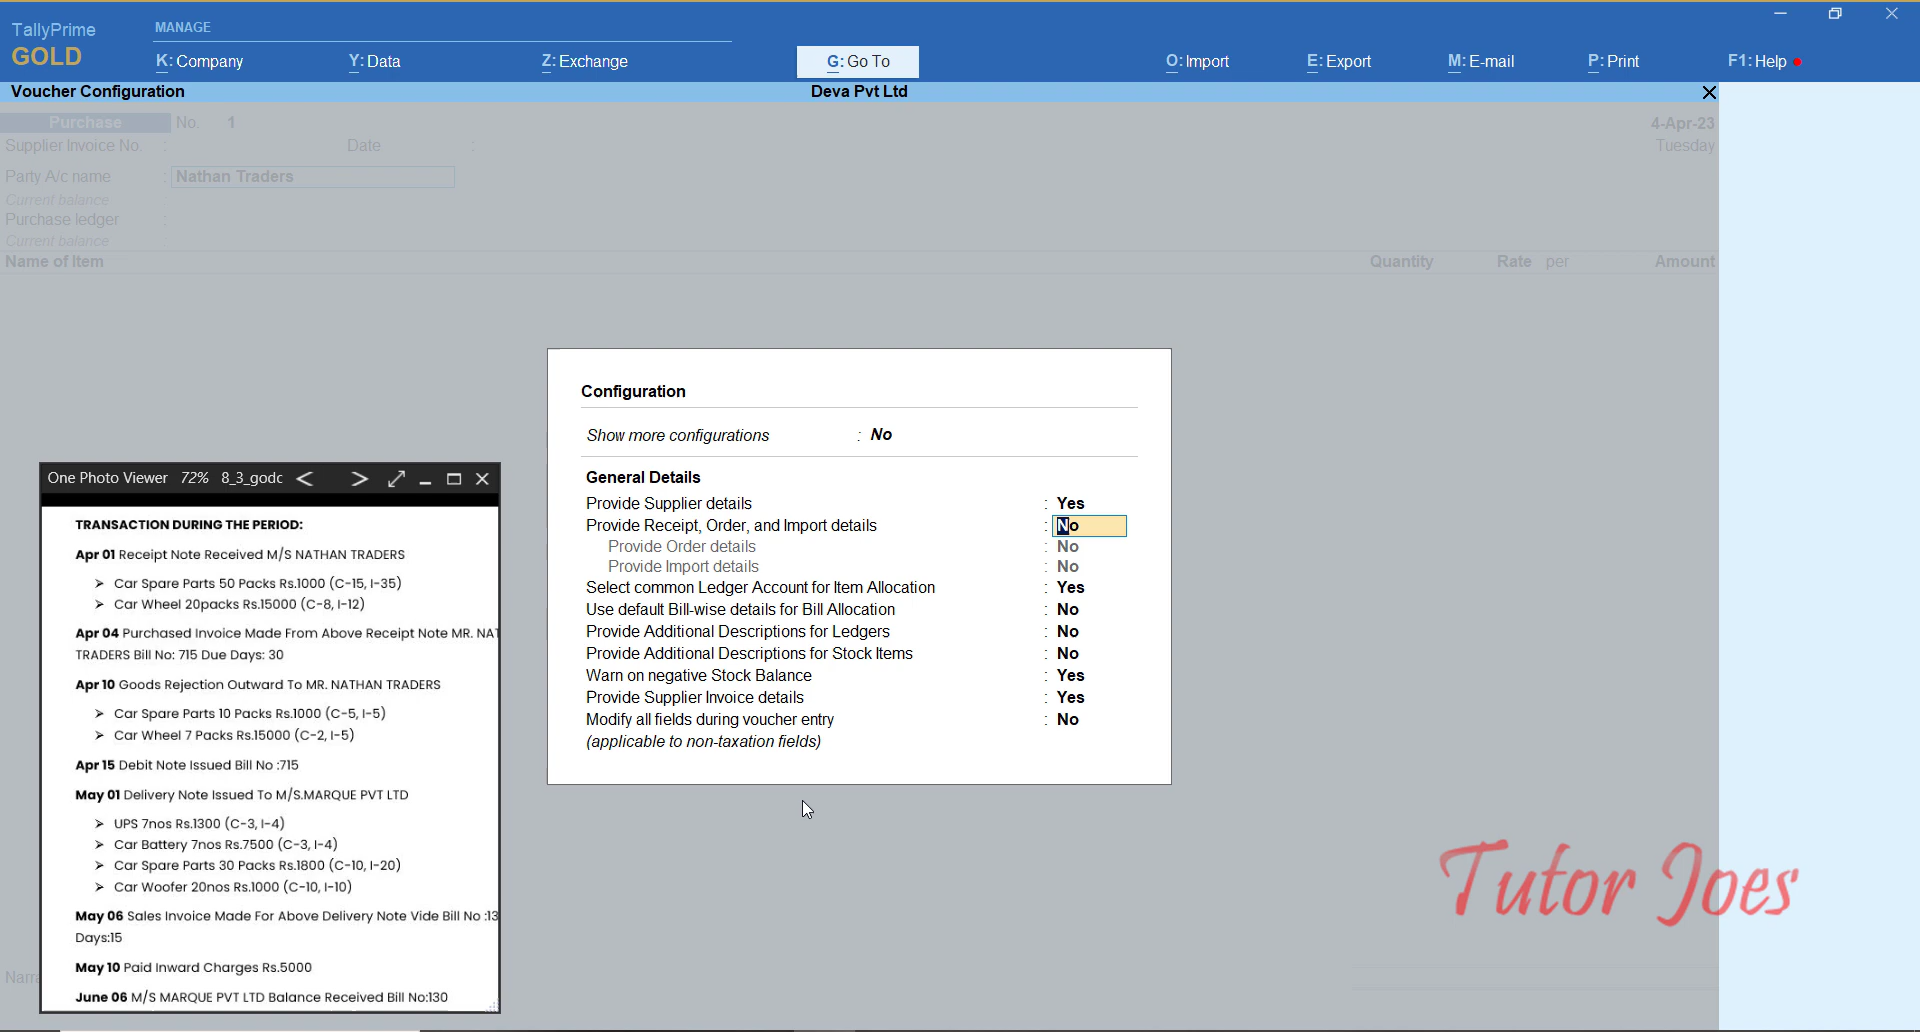 TallyPrime
GOLD
MANAGE
K: Company
Y: Data
Z: Exchange
G: Go To
O: Import
E: Export
M: E-mail
P: Print
F1: Help
Voucher Configuration
Deva Pvt Ltd
Purchase No. 1
4-Apr-23
Supplier Invoice No. : Date :
Tuesday
Party A/c name : Nathan Traders
Current balance
Purchase ledger :
Current balance
Name of Item Quantity Rate per Amount
Configuration
Show more configurations : No
General Details
Provide Supplier details : Yes
Provide Receipt, Order, and Import details : No
Provide Order details : No
Provide Import details : No
Select common Ledger Account for Item Allocation : Yes
Use default Bill-wise details for Bill Allocation : No
Provide Additional Descriptions for Ledgers : No
Provide Additional Descriptions for Stock Items : No
Warn on negative Stock Balance : Yes
Provide Supplier Invoice details : Yes
Modify all fields during voucher entry : No
(applicable to non-taxation fields)
One Photo Viewer 72% 8_3_godc
TRANSACTION DURING THE PERIOD:
Apr 01 Receipt Note Received M/S NATHAN TRADERS
➢ Car Spare Parts 50 Packs Rs.1000 (C-15, I-35)
➢ Car Wheel 20packs Rs.15000 (C-8, I-12)
Apr 04 Purchased Invoice Made From Above Receipt Note MR. NAT
TRADERS Bill No: 715 Due Days: 30
Apr 10 Goods Rejection Outward To MR. NATHAN TRADERS
➢ Car Spare Parts 10 Packs Rs.1000 (C-5, I-5)
➢ Car Wheel 7 Packs Rs.15000 (C-2, I-5)
Apr 15 Debit Note Issued Bill No :715
May 01 Delivery Note Issued To M/S.MARQUE PVT LTD
➢ UPS 7nos Rs.1300 (C-3, I-4)
➢ Car Battery 7nos Rs.7500 (C-3, I-4)
➢ Car Spare Parts 30 Packs Rs.1800 (C-10, I-20)
➢ Car Woofer 20nos Rs.1000 (C-10, I-10)
May 06 Sales Invoice Made For Above Delivery Note Vide Bill No :13
Days:15
May 10 Paid Inward Charges Rs.5000
June 06 M/S MARQUE PVT LTD Balance Received Bill No:130
Narra
Tutor Joes